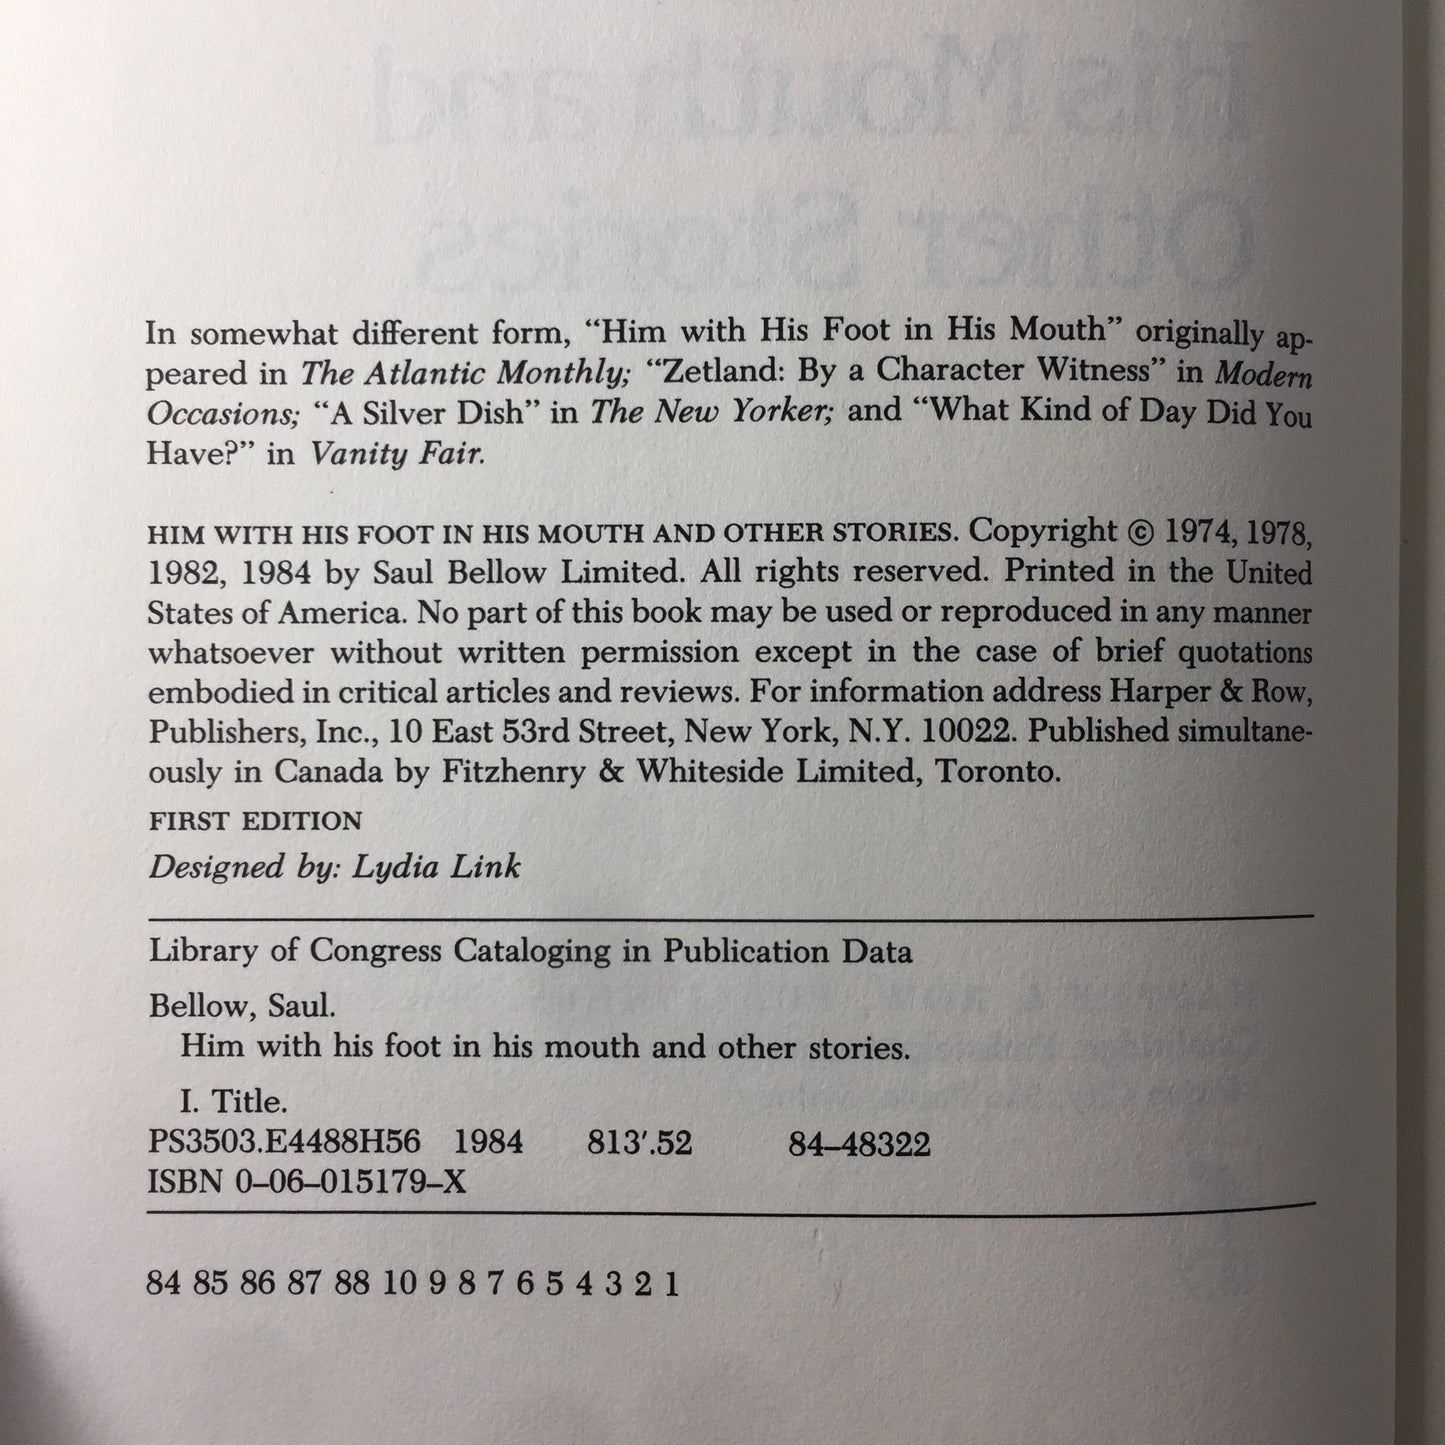 His Mouth and
Other Stories
In somewhat different form, “Him with His Foot in His Mouth” originally ap-
peared in The Atlantic Monthly; “Zetland: By a Character Witness” in Modern
Occasions; “A Silver Dish” in The New Yorker; and “What Kind of Day Did You
Have?” in Vanity Fair.
HIM WITH HIS FOOT IN HIS MOUTH AND OTHER STORIES. Copyright © 1974, 1978,
1982, 1984 by Saul Bellow Limited. All rights reserved. Printed in the United
States of America. No part of this book may be used or reproduced in any manner
whatsoever without written permission except in the case of brief quotations
embodied in critical articles and reviews. For information address Harper & Row,
Publishers, Inc., 10 East 53rd Street, New York, N.Y. 10022. Published simultane-
ously in Canada by Fitzhenry & Whiteside Limited, Toronto.
FIRST EDITION
Designed by: Lydia Link
Library of Congress Cataloging in Publication Data
Bellow, Saul.
Him with his foot in his mouth and other stories.
I. Title.
PS3503.E4488H56 1984 813′.52 84–48322
ISBN 0–06–015179–X
84 85 86 87 88 10 9 8 7 6 5 4 3 2 1